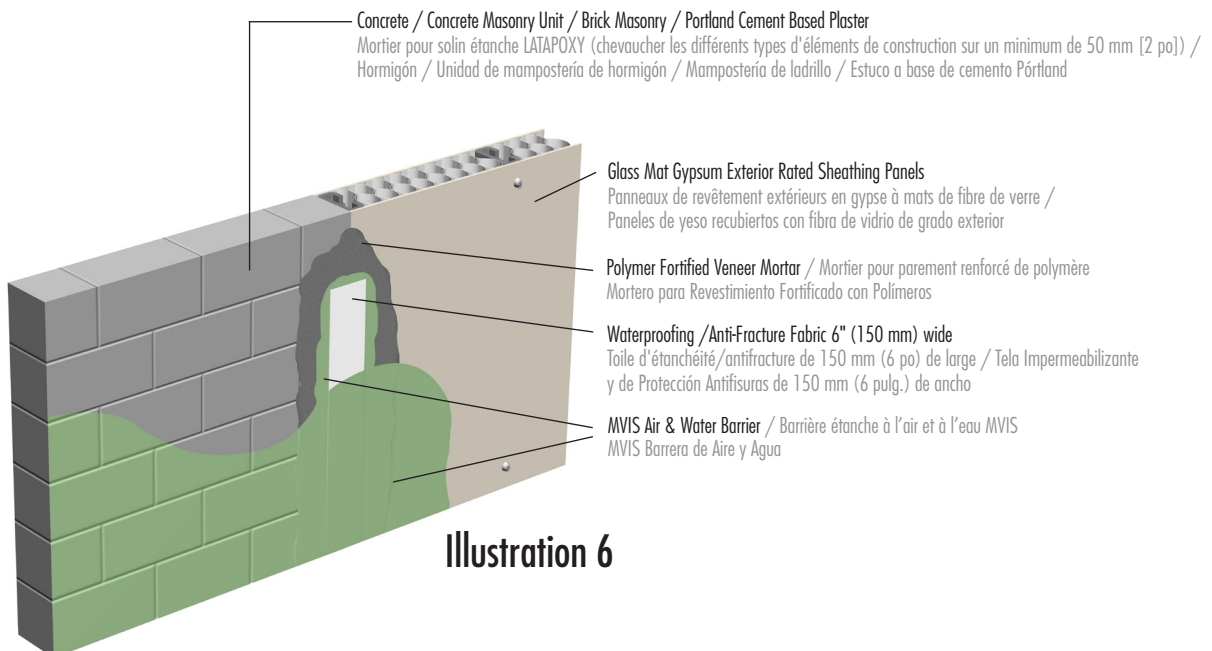 Concrete / Concrete Masonry Unit / Brick Masonry / Portland Cement Based Plaster
Mortier pour solin étanche LATAPOXY (chevaucher les différents types d'éléments de construction sur un minimum de 50 mm [2 po]) /
Hormigón / Unidad de mampostería de hormigón / Mampostería de ladrillo / Estuco a base de cemento Pórtland
Glass Mat Gypsum Exterior Rated Sheathing Panels
Panneaux de revêtement extérieurs en gypse à mats de fibre de verre /
Paneles de yeso recubiertos con fibra de vidrio de grado exterior
Polymer Fortified Veneer Mortar / Mortier pour parement renforcé de polymère
Mortero para Revestimiento Fortificado con Polímeros
Waterproofing /Anti-Fracture Fabric 6" (150 mm) wide
Toile d'étanchéité/antifracture de 150 mm (6 po) de large / Tela Impermeabilizante
y de Protección Antifisuras de 150 mm (6 pulg.) de ancho
MVIS Air & Water Barrier / Barrière étanche à l'air et à l'eau MVIS
MVIS Barrera de Aire y Agua
Illustration 6